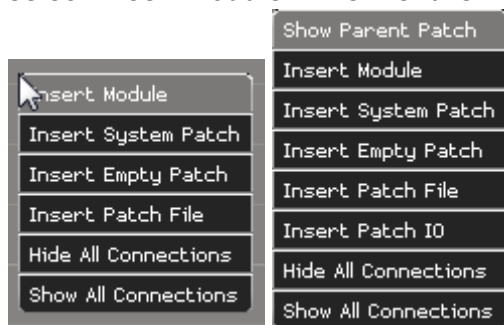 Insert Module
Insert System Patch
Insert Empty Patch
Insert Patch File
Hide All Connections
Show All Connections
Show Parent Patch
Insert Module
Insert System Patch
Insert Empty Patch
Insert Patch File
Insert Patch IO
Hide All Connections
Show All Connections